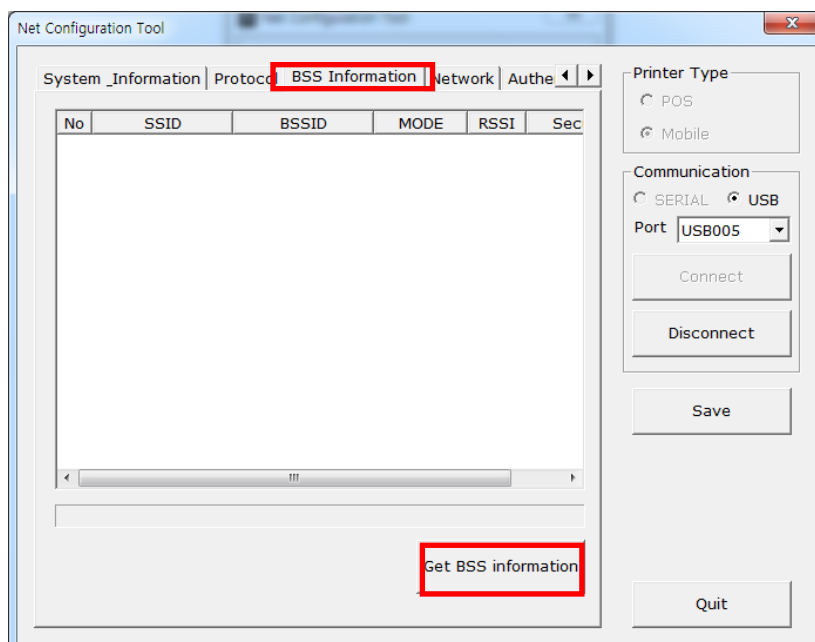 Net Configuration Tool
System _Information Protocol BSS Information Network Authe
No SSID BSSID MODE RSSI Sec
Get BSS information
Printer Type
POS
Mobile
Communication
SERIAL USB
Port USB005
Connect
Disconnect
Save
Quit